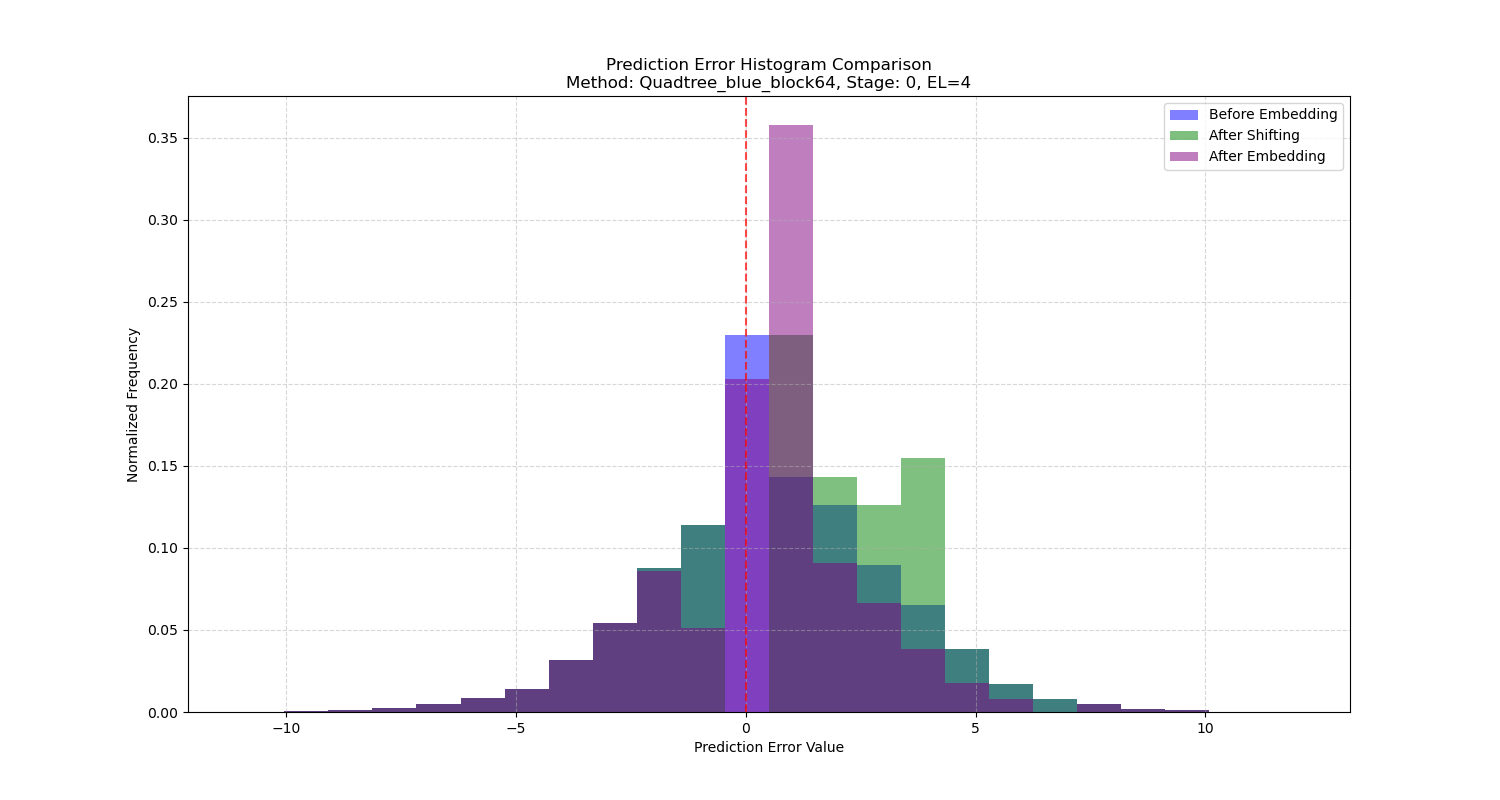 Prediction Error Histogram Comparison
Method: Quadtree_blue_block64, Stage: 0, EL=4
Before Embedding
After Shifting
After Embedding
Normalized Frequency
0.35
0.30
0.25
0.20
0.15
0.10
0.05
0.00
−10
−5
0
5
10
Prediction Error Value